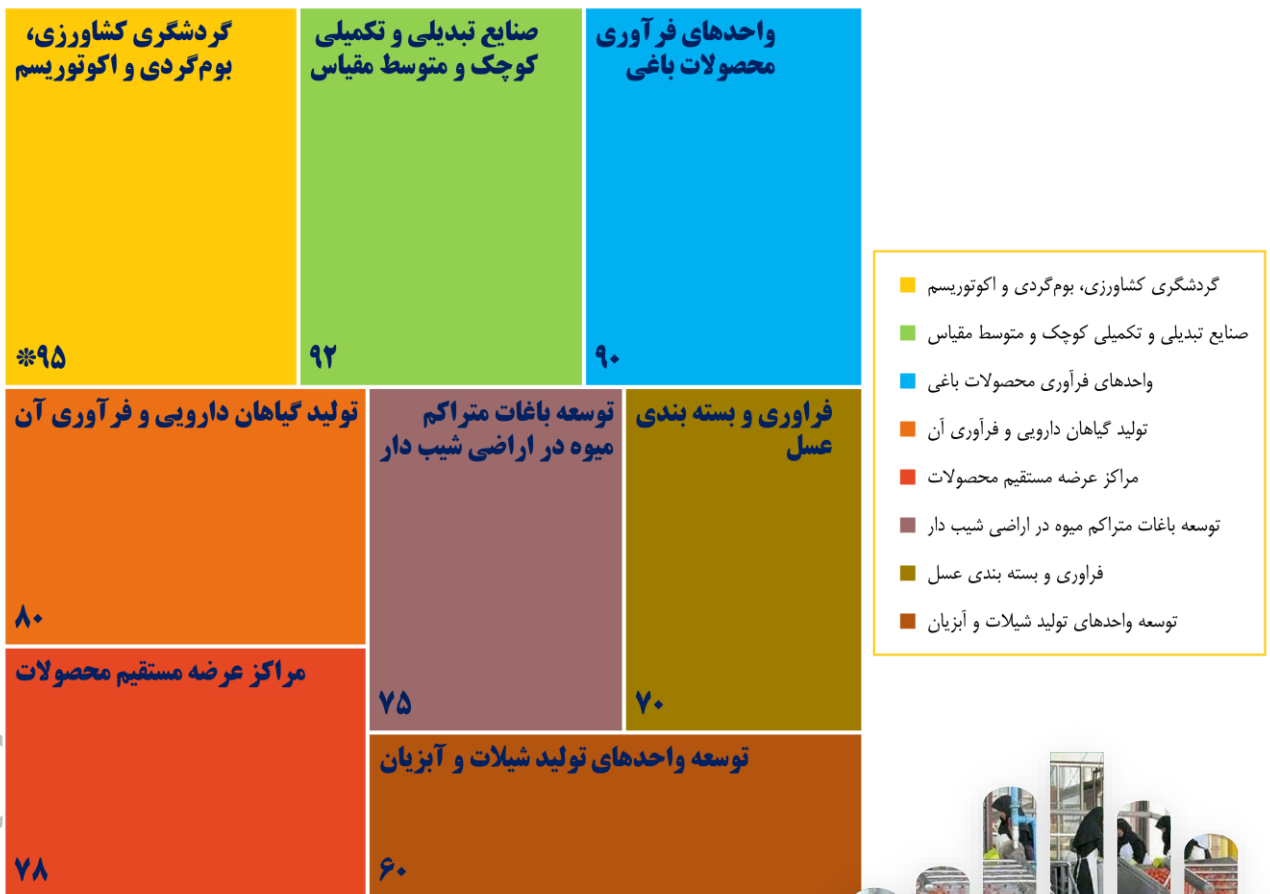 واحدهای فرآوری
محصولات باغی
۹۰
صنایع تبدیلی و تکمیلی
کوچک و متوسط مقیاس
۹۲
گردشگری کشاورزی،
بوم‌گردی و اکوتوریسم
*۹۵
فراوری و بسته بندی
عسل
۷۰
توسعه باغات متراکم
میوه در اراضی شیب دار
۷۵
تولید گیاهان دارویی و فرآوری آن
۸۰
مراکز عرضه مستقیم محصولات
۷۸
توسعه واحدهای تولید شیلات و آبزیان
۶۰
گردشگری کشاورزی، بوم‌گردی و اکوتوریسم
صنایع تبدیلی و تکمیلی کوچک و متوسط مقیاس
واحدهای فرآوری محصولات باغی
تولید گیاهان دارویی و فرآوری آن
مراکز عرضه مستقیم محصولات
توسعه باغات متراکم میوه در اراضی شیب دار
فراوری و بسته بندی عسل
توسعه واحدهای تولید شیلات و آبزیان